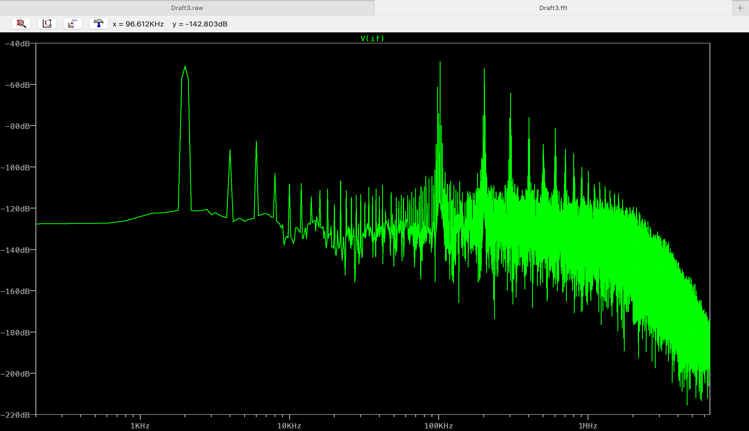 Draft3.raw
Draft3.fft
+
x = 96.612KHz y = -142.803dB
V(if)
-40dB
-60dB
-80dB
-100dB
-120dB
-140dB
-160dB
-180dB
-200dB
-220dB
1KHz 10KHz 100KHz 1MHz